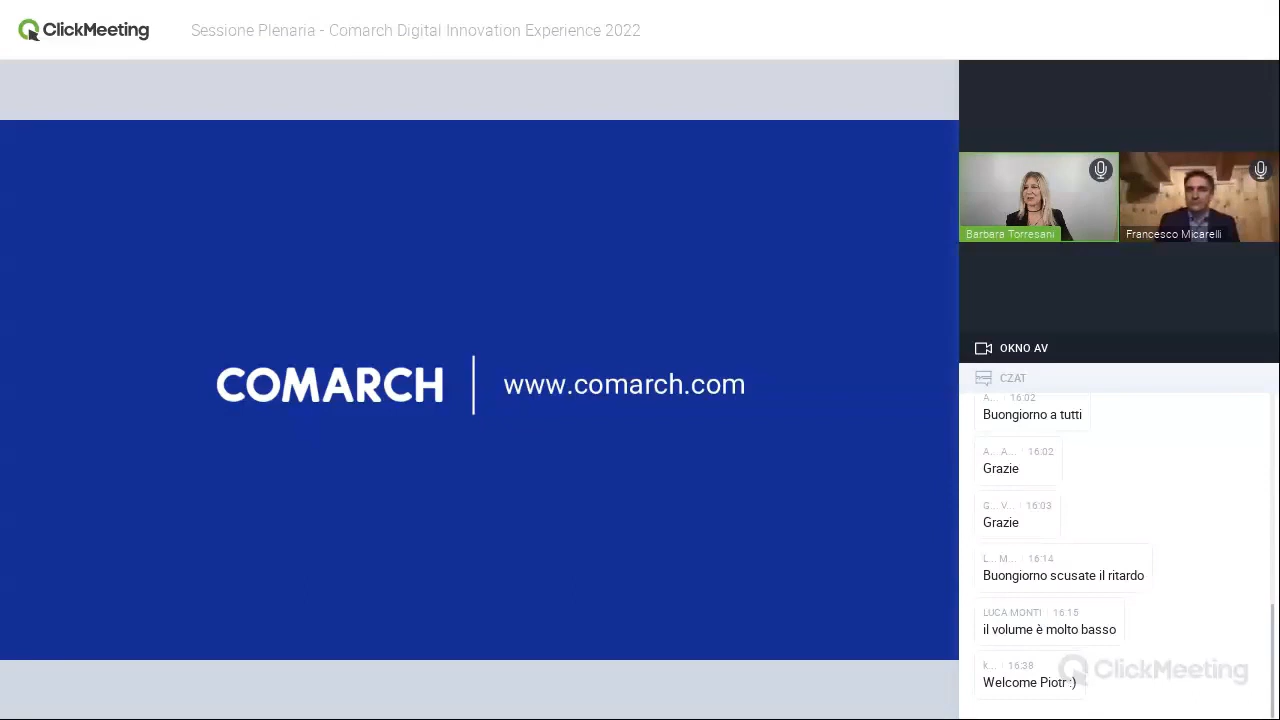 ClickMeeting
Sessione Plenaria - Comarch Digital Innovation Experience 2022
COMARCH
www.comarch.com
Barbara Torresani
Francesco Micarelli
OKNO AV
CZAT
A... 16:02
Buongiorno a tutti
A... A... 16:02
Grazie
G... V... 16:03
Grazie
L... M... 16:14
Buongiorno scusate il ritardo
LUCA MONTI 16:15
il volume è molto basso
k... 16:38
Welcome Piotr :)
ClickMeeting